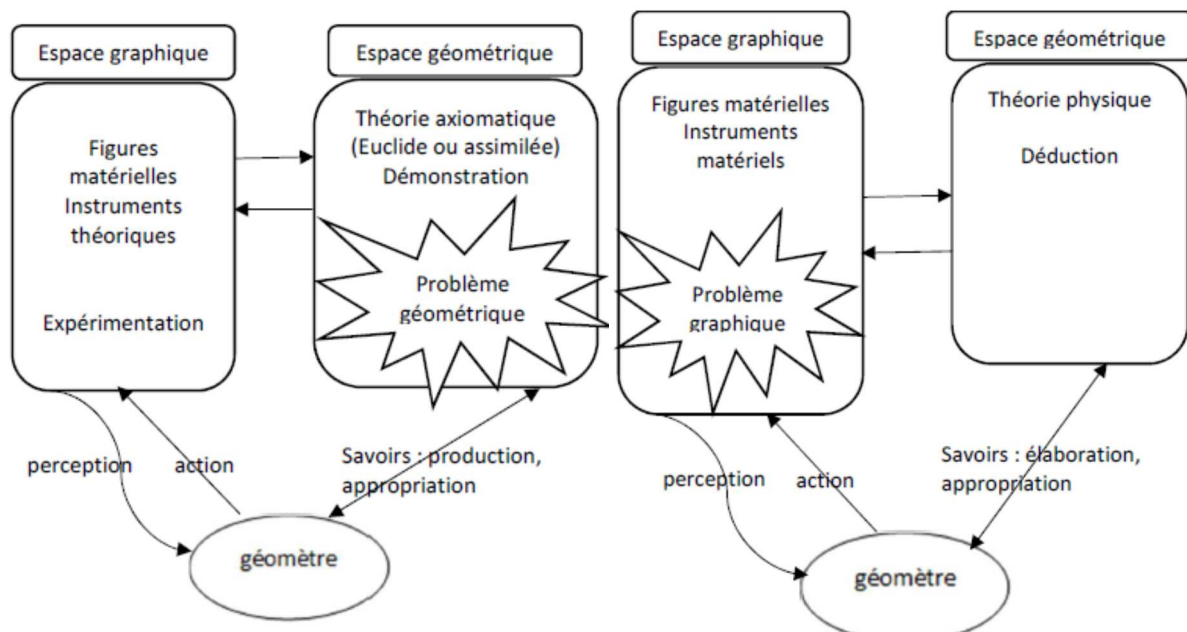 Espace graphique
Figures
matérielles
Instruments
théoriques
Expérimentation
Espace géométrique
Théorie axiomatique
(Euclide ou assimilée)
Démonstration
Problème
géométrique
perception
action
Savoirs : production,
appropriation
géomètre
Espace graphique
Figures matérielles
Instruments
matériels
Problème
graphique
Espace géométrique
Théorie physique
Déduction
perception
action
Savoirs : élaboration,
appropriation
géomètre